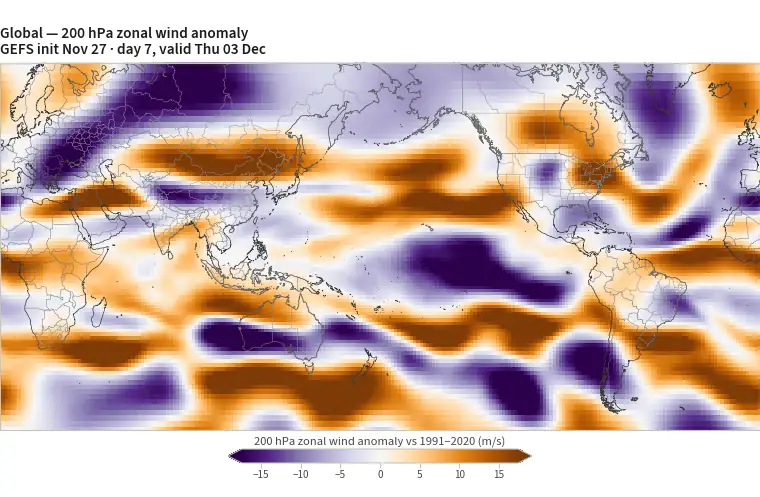 Global — 200 hPa zonal wind anomaly
GEFS init Nov 27 · day 7, valid Thu 03 Dec
200 hPa zonal wind anomaly vs 1991–2020 (m/s)
−15 −10 −5 0 5 10 15